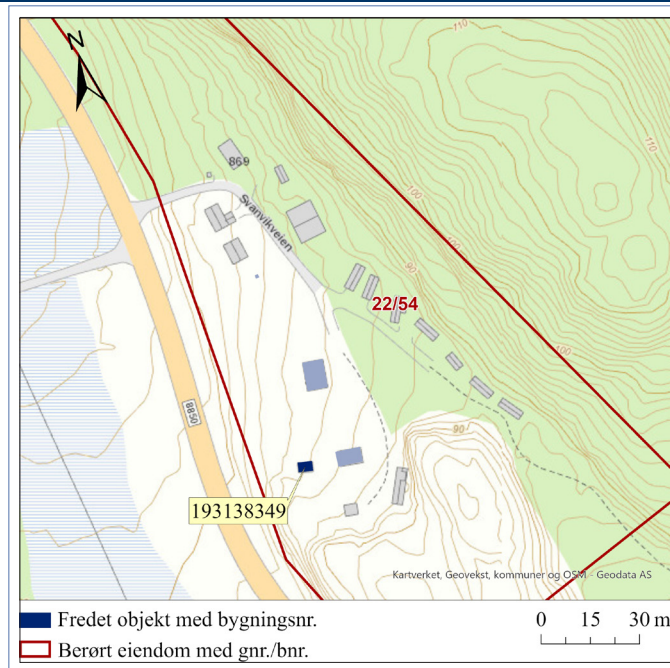 110
N
869
110
Svanvikveien
100
100
90
22/54
100
8850
90
193138349
Kartverket, Geovekst, kommuner og OSM - Geodata AS
Fredet objekt med bygningsnr.
0 15 30 m
Berørt eiendom med gnr./bnr.